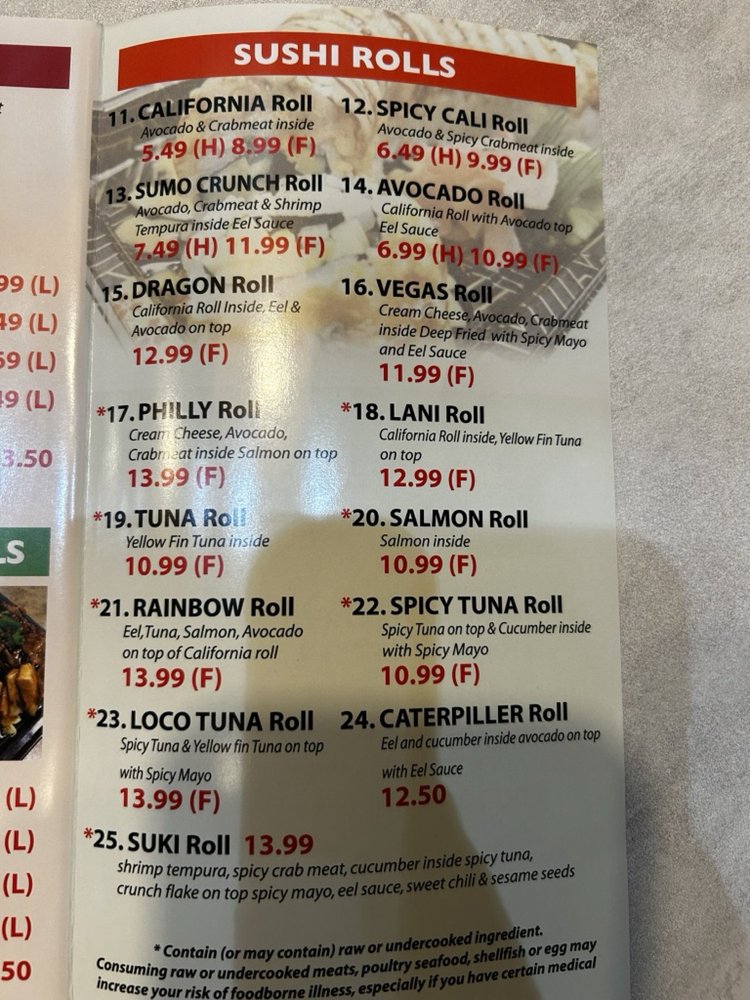 SUSHI ROLLS
11. CALIFORNIA Roll
Avocado & Crabmeat inside
5.49 (H) 8.99 (F)
12. SPICY CALI Roll
Avocado & Spicy Crabmeat inside
6.49 (H) 9.99 (F)
13. SUMO CRUNCH Roll
Avocado, Crabmeat & Shrimp
Tempura inside Eel Sauce
7.49 (H) 11.99 (F)
14. AVOCADO Roll
California Roll with Avocado top
Eel Sauce
6.99 (H) 10.99 (F)
15. DRAGON Roll
California Roll Inside, Eel &
Avocado on top
12.99 (F)
16. VEGAS Roll
Cream Cheese, Avocado, Crabmeat
inside Deep Fried with Spicy Mayo
and Eel Sauce
11.99 (F)
*17. PHILLY Roll
Cream Cheese, Avocado,
Crabmeat inside Salmon on top
13.99 (F)
*18. LANI Roll
California Roll inside, Yellow Fin Tuna
on top
12.99 (F)
*19. TUNA Roll
Yellow Fin Tuna inside
10.99 (F)
*20. SALMON Roll
Salmon inside
10.99 (F)
*21. RAINBOW Roll
Eel, Tuna, Salmon, Avocado
on top of California roll
13.99 (F)
*22. SPICY TUNA Roll
Spicy Tuna on top & Cucumber inside
with Spicy Mayo
10.99 (F)
*23. LOCO TUNA Roll
Spicy Tuna & Yellow fin Tuna on top
with Spicy Mayo
13.99 (F)
24. CATERPILLER Roll
Eel and cucumber inside avocado on top
with Eel Sauce
12.50
*25. SUKI Roll 13.99
shrimp tempura, spicy crab meat, cucumber inside spicy tuna,
crunch flake on top spicy mayo, eel sauce, sweet chili & sesame seeds
* Contain (or may contain) raw or undercooked ingredient.
Consuming raw or undercooked meats, poultry seafood, shellfish or egg may
increase your risk of foodborne illness, especially if you have certain medical
99 (L)
49 (L)
59 (L)
49 (L)
3.50
LS
(L)
(L)
(L)
(L)
50